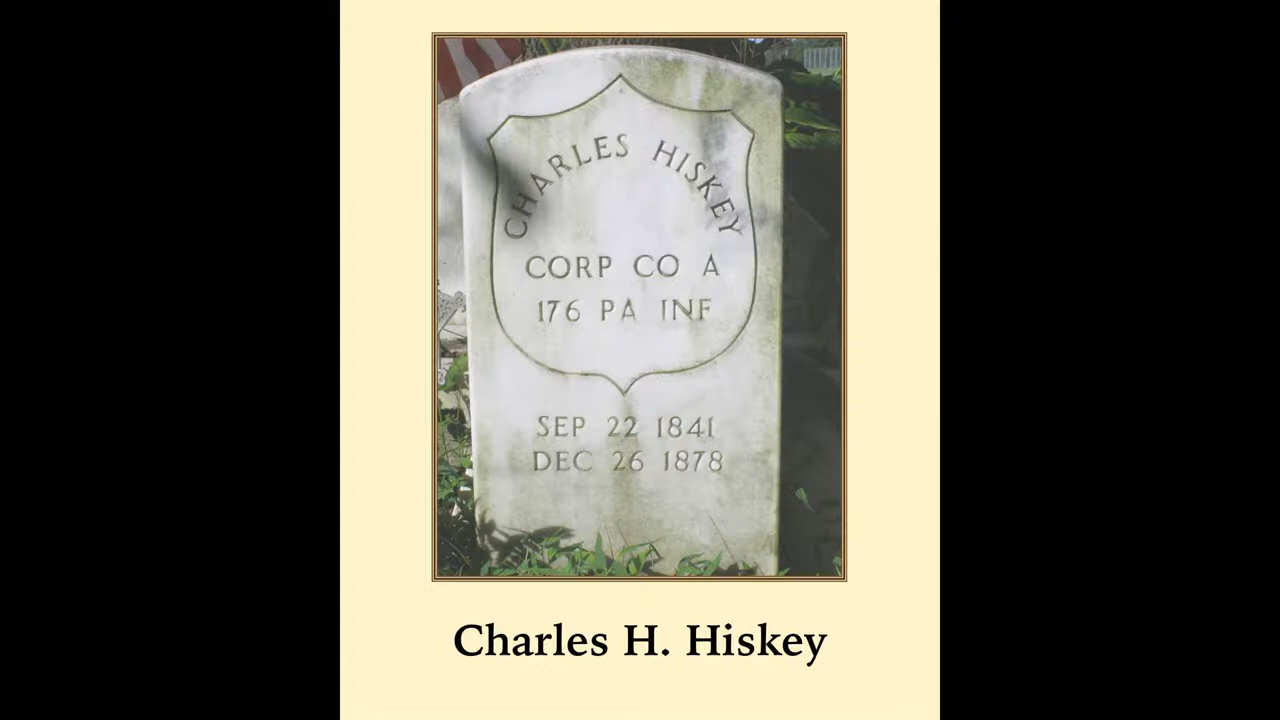 CHARLES HISKEY
CORP CO A
176 PA INF
SEP 22 1841
DEC 26 1878
Charles H. Hiskey